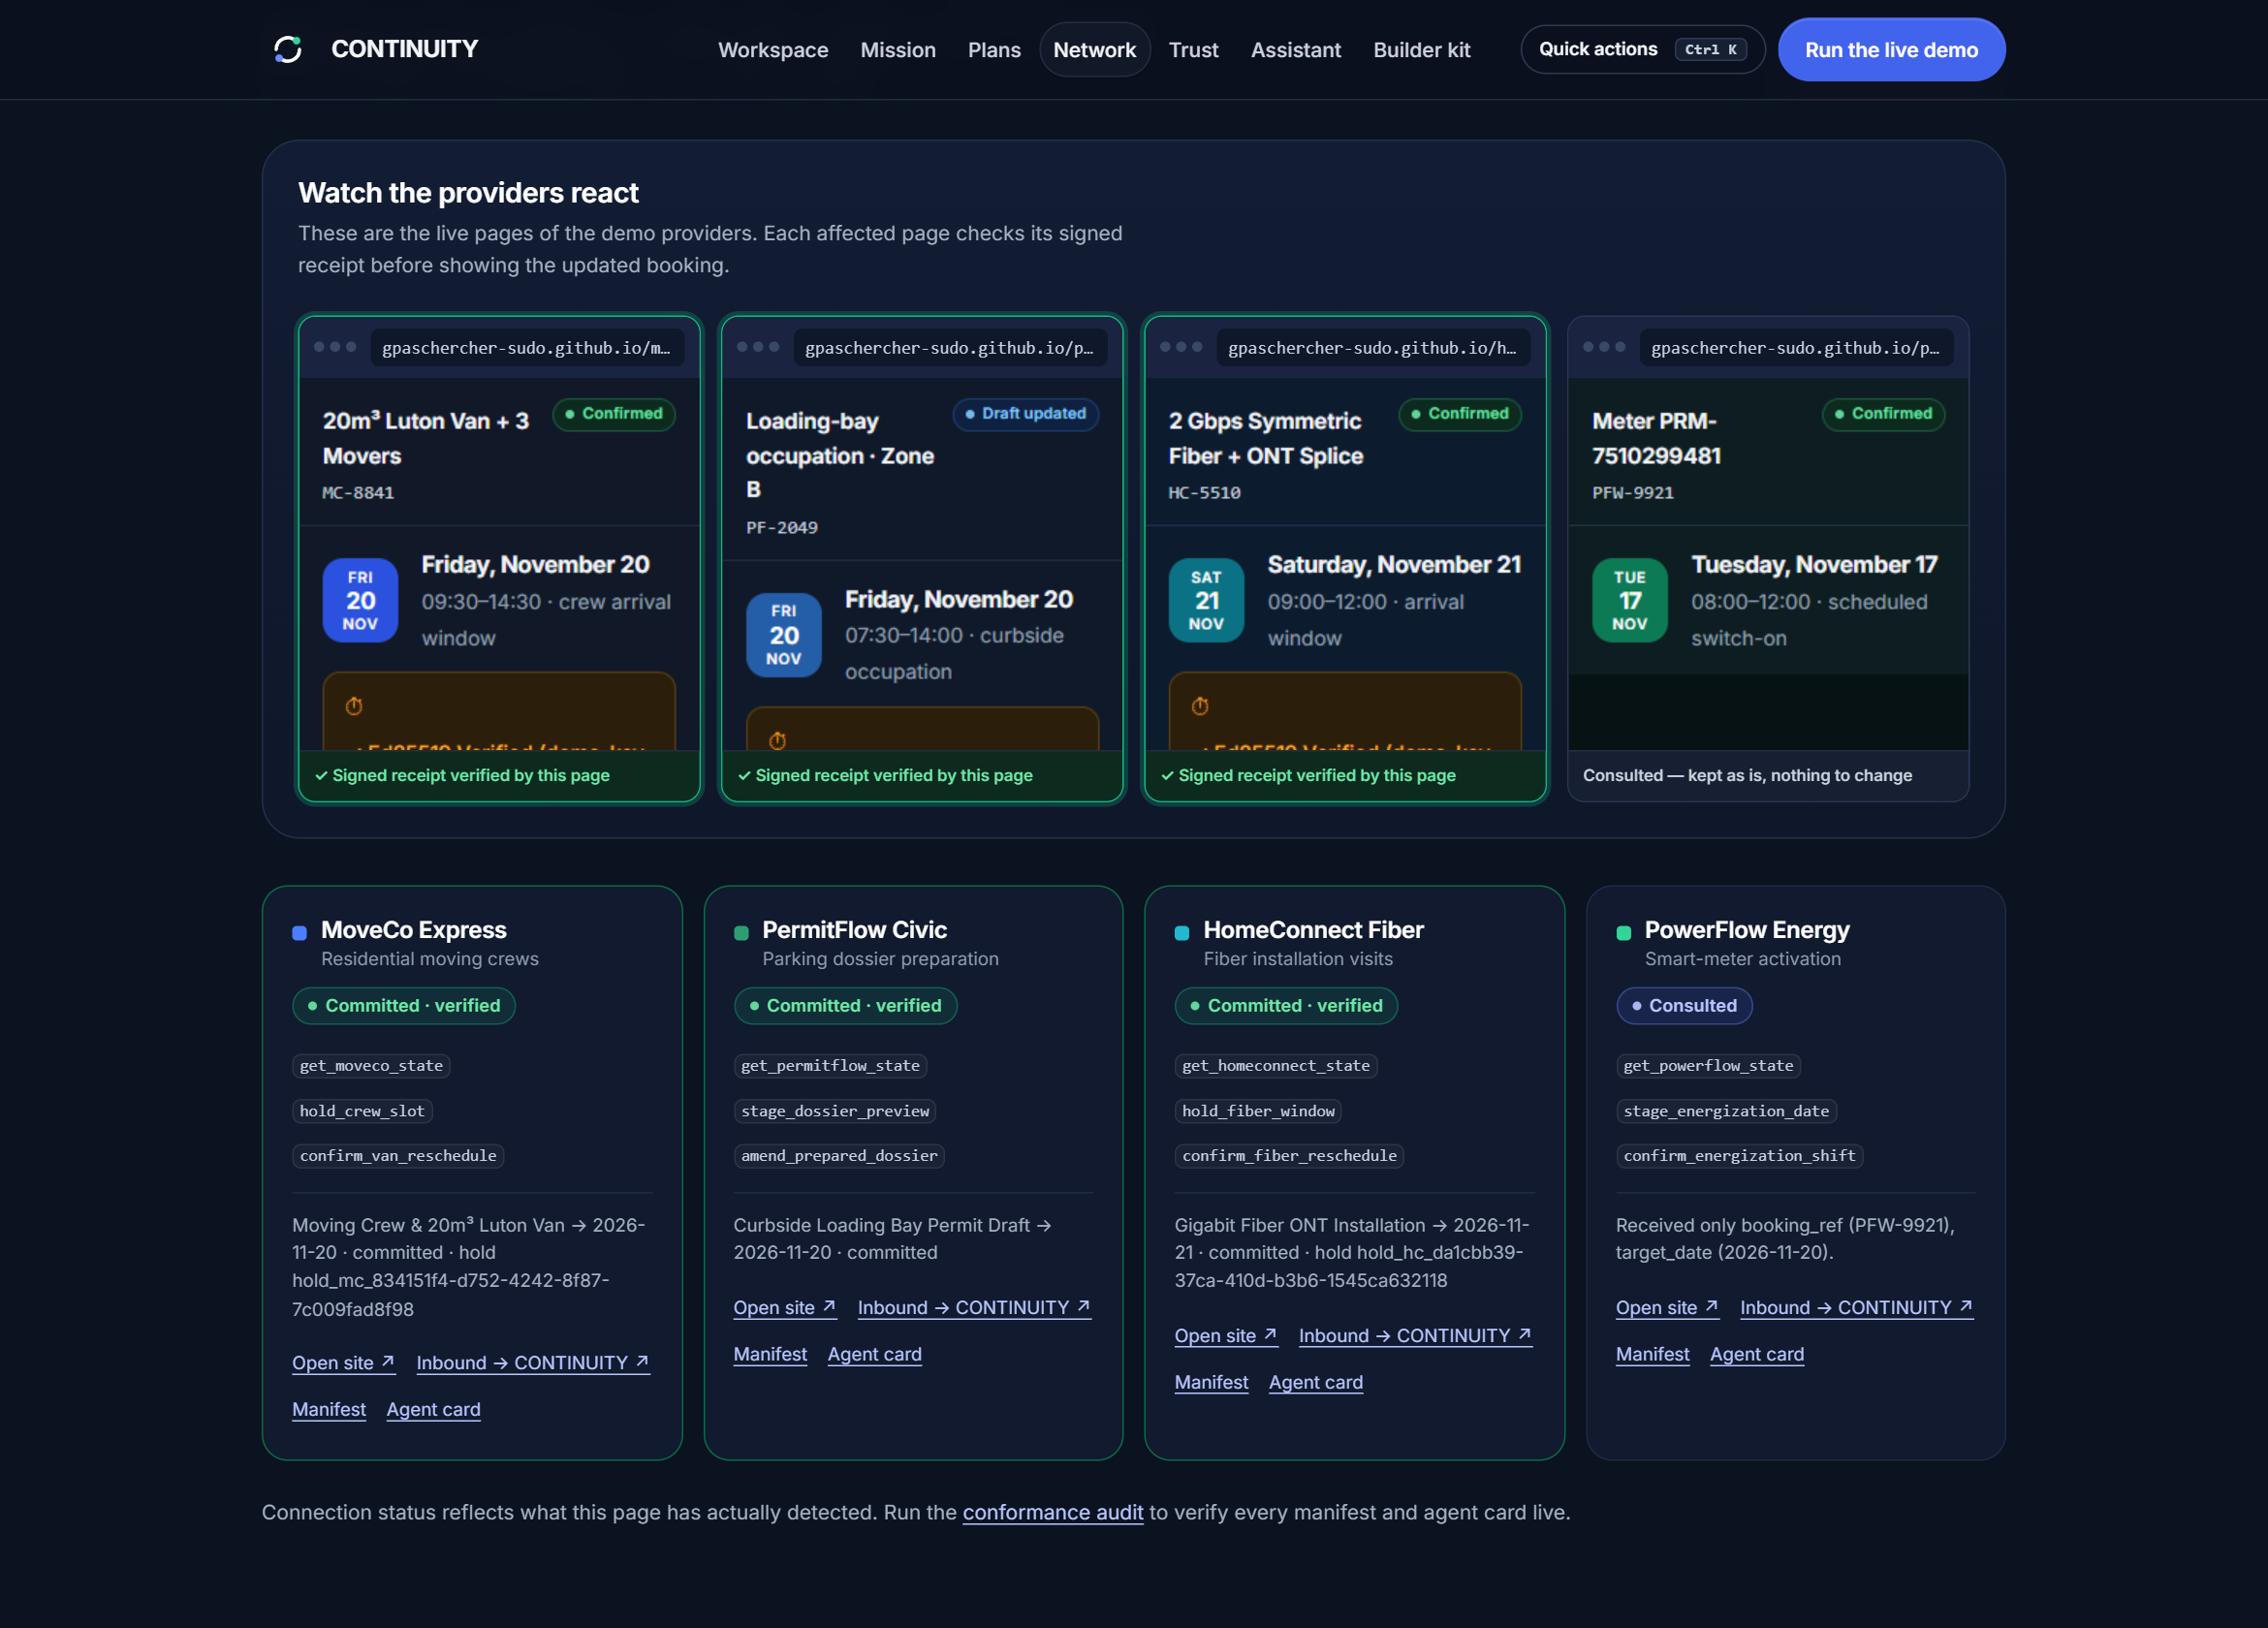 CONTINUITY
Workspace
Mission
Plans
Network
Trust
Assistant
Builder kit
Quick actions Ctrl K
Run the live demo
Watch the providers react
These are the live pages of the demo providers. Each affected page checks its signed
receipt before showing the updated booking.
gpaschercher-sudo.github.io/m…
20m³ Luton Van + 3
Movers
Confirmed
MC-8841
FRI
20
NOV
Friday, November 20
09:30–14:30 · crew arrival
window
✓ Signed receipt verified by this page
gpaschercher-sudo.github.io/p…
Loading-bay
occupation · Zone
B
Draft updated
PF-2049
FRI
20
NOV
Friday, November 20
07:30–14:00 · curbside
occupation
✓ Signed receipt verified by this page
gpaschercher-sudo.github.io/h…
2 Gbps Symmetric
Fiber + ONT Splice
Confirmed
HC-5510
SAT
21
NOV
Saturday, November 21
09:00–12:00 · arrival
window
✓ Signed receipt verified by this page
gpaschercher-sudo.github.io/p…
Meter PRM-
7510299481
Confirmed
PFW-9921
TUE
17
NOV
Tuesday, November 17
08:00–12:00 · scheduled
switch-on
Consulted — kept as is, nothing to change
MoveCo Express
Residential moving crews
Committed · verified
get_moveco_state
hold_crew_slot
confirm_van_reschedule
Moving Crew & 20m³ Luton Van → 2026-
11-20 · committed · hold
hold_mc_834151f4-d752-4242-8f87-
7c009fad8f98
Open site ↗ Inbound → CONTINUITY ↗
Manifest Agent card
PermitFlow Civic
Parking dossier preparation
Committed · verified
get_permitflow_state
stage_dossier_preview
amend_prepared_dossier
Curbside Loading Bay Permit Draft →
2026-11-20 · committed
Open site ↗ Inbound → CONTINUITY ↗
Manifest Agent card
HomeConnect Fiber
Fiber installation visits
Committed · verified
get_homeconnect_state
hold_fiber_window
confirm_fiber_reschedule
Gigabit Fiber ONT Installation → 2026-11-
21 · committed · hold hold_hc_da1cbb39-
37ca-410d-b3b6-1545ca632118
Open site ↗ Inbound → CONTINUITY ↗
Manifest Agent card
PowerFlow Energy
Smart-meter activation
Consulted
get_powerflow_state
stage_energization_date
confirm_energization_shift
Received only booking_ref (PFW-9921),
target_date (2026-11-20).
Open site ↗ Inbound → CONTINUITY ↗
Manifest Agent card
Connection status reflects what this page has actually detected. Run the conformance audit to verify every manifest and agent card live.